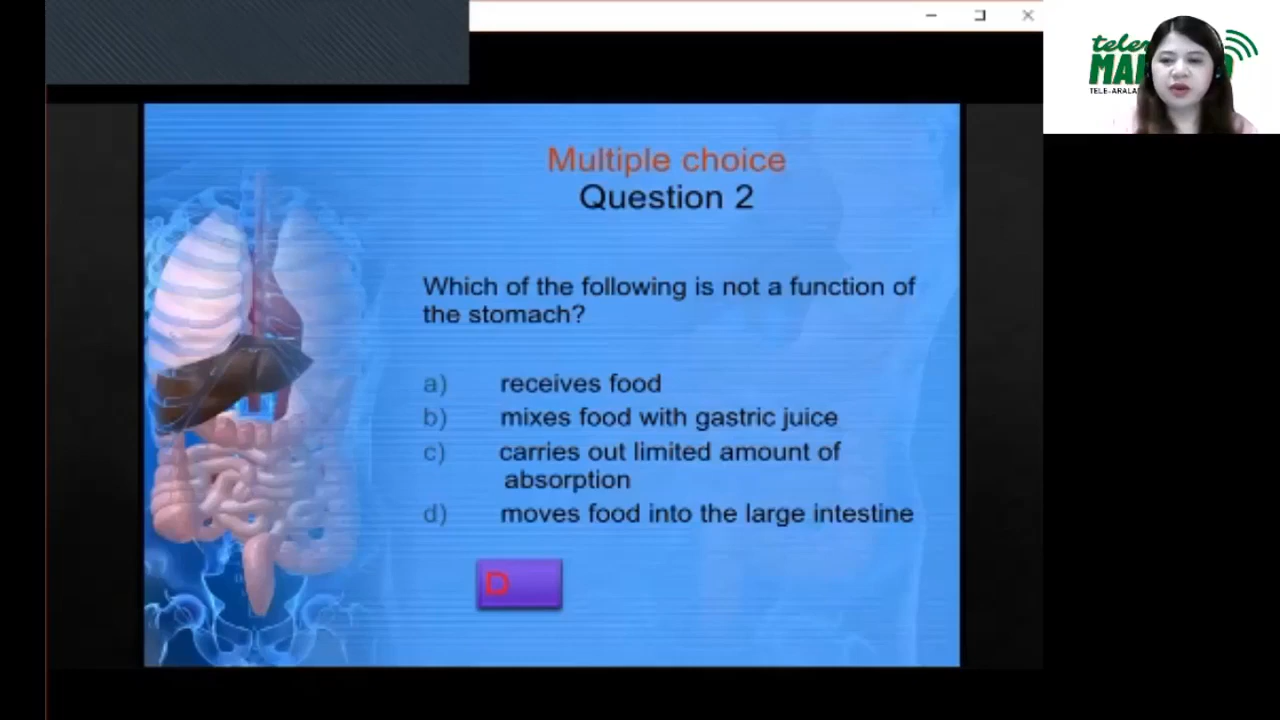 Multiple choice
Question 2
Which of the following is not a function of
the stomach?
a) receives food
b) mixes food with gastric juice
c) carries out limited amount of
absorption
d) moves food into the large intestine
D